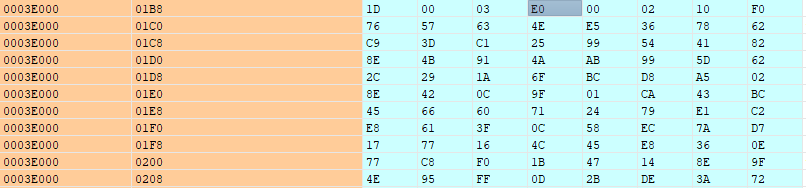 0003E000 01B8 1D 00 03 E0 00 02 10 F0
0003E000 01C0 76 57 63 4E E5 36 78 62
0003E000 01C8 C9 3D C1 25 99 54 41 82
0003E000 01D0 8E 4B 91 4A AB 99 5D 62
0003E000 01D8 2C 29 1A 6F BC D8 A5 02
0003E000 01E0 8E 42 0C 9F 01 CA 43 BC
0003E000 01E8 45 66 60 71 24 79 E1 C2
0003E000 01F0 E8 61 3F 0C 58 EC 7A D7
0003E000 01F8 17 77 16 4C 45 E8 36 0E
0003E000 0200 77 C8 F0 1B 47 14 8E 9F
0003E000 0208 4E 95 FF 0D 2B DE 3A 72